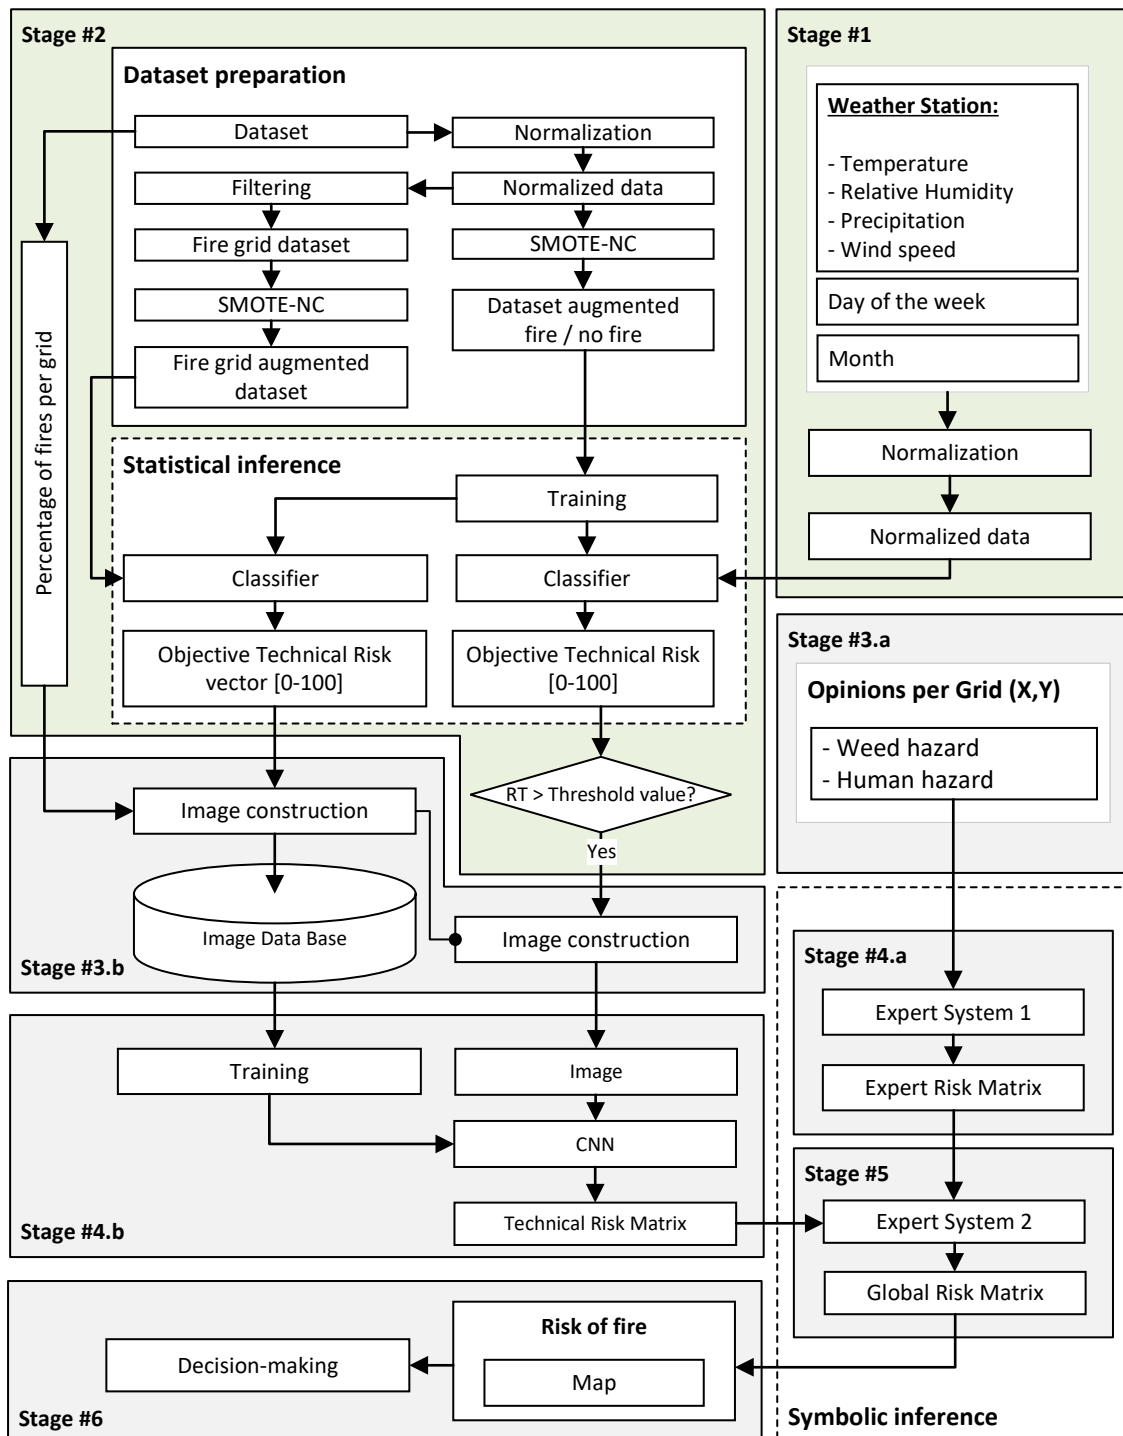 Stage #2
Dataset preparation
Dataset
Normalization
Filtering
Normalized data
Fire grid dataset
SMOTE-NC
SMOTE-NC
Dataset augmented
fire / no fire
Fire grid augmented
dataset
Percentage of fires per grid
Statistical inference
Training
Classifier
Classifier
Objective Technical Risk
vector [0-100]
Objective Technical Risk
[0-100]
RT > Threshold value?
Yes
Stage #1
Weather Station:
- Temperature
- Relative Humidity
- Precipitation
- Wind speed
Day of the week
Month
Normalization
Normalized data
Stage #3.a
Opinions per Grid (X,Y)
- Weed hazard
- Human hazard
Image construction
Image Data Base
Image construction
Stage #3.b
Stage #4.a
Expert System 1
Expert Risk Matrix
Training
Image
CNN
Technical Risk Matrix
Stage #4.b
Stage #5
Expert System 2
Global Risk Matrix
Symbolic inference
Risk of fire
Map
Decision-making
Stage #6